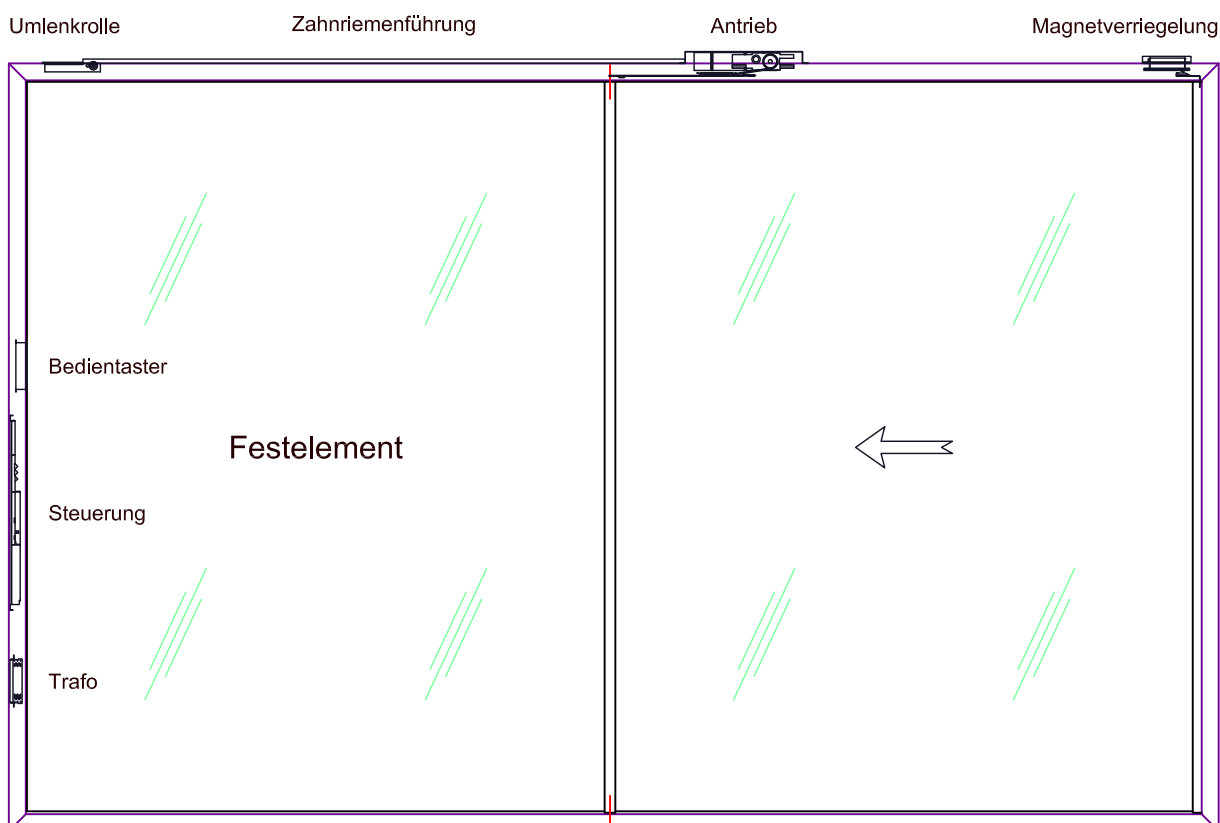 Umlenkrolle
Zahnriemenführung
Antrieb
Magnetverriegelung
Bedientaster
Festelement
Steuerung
Trafo